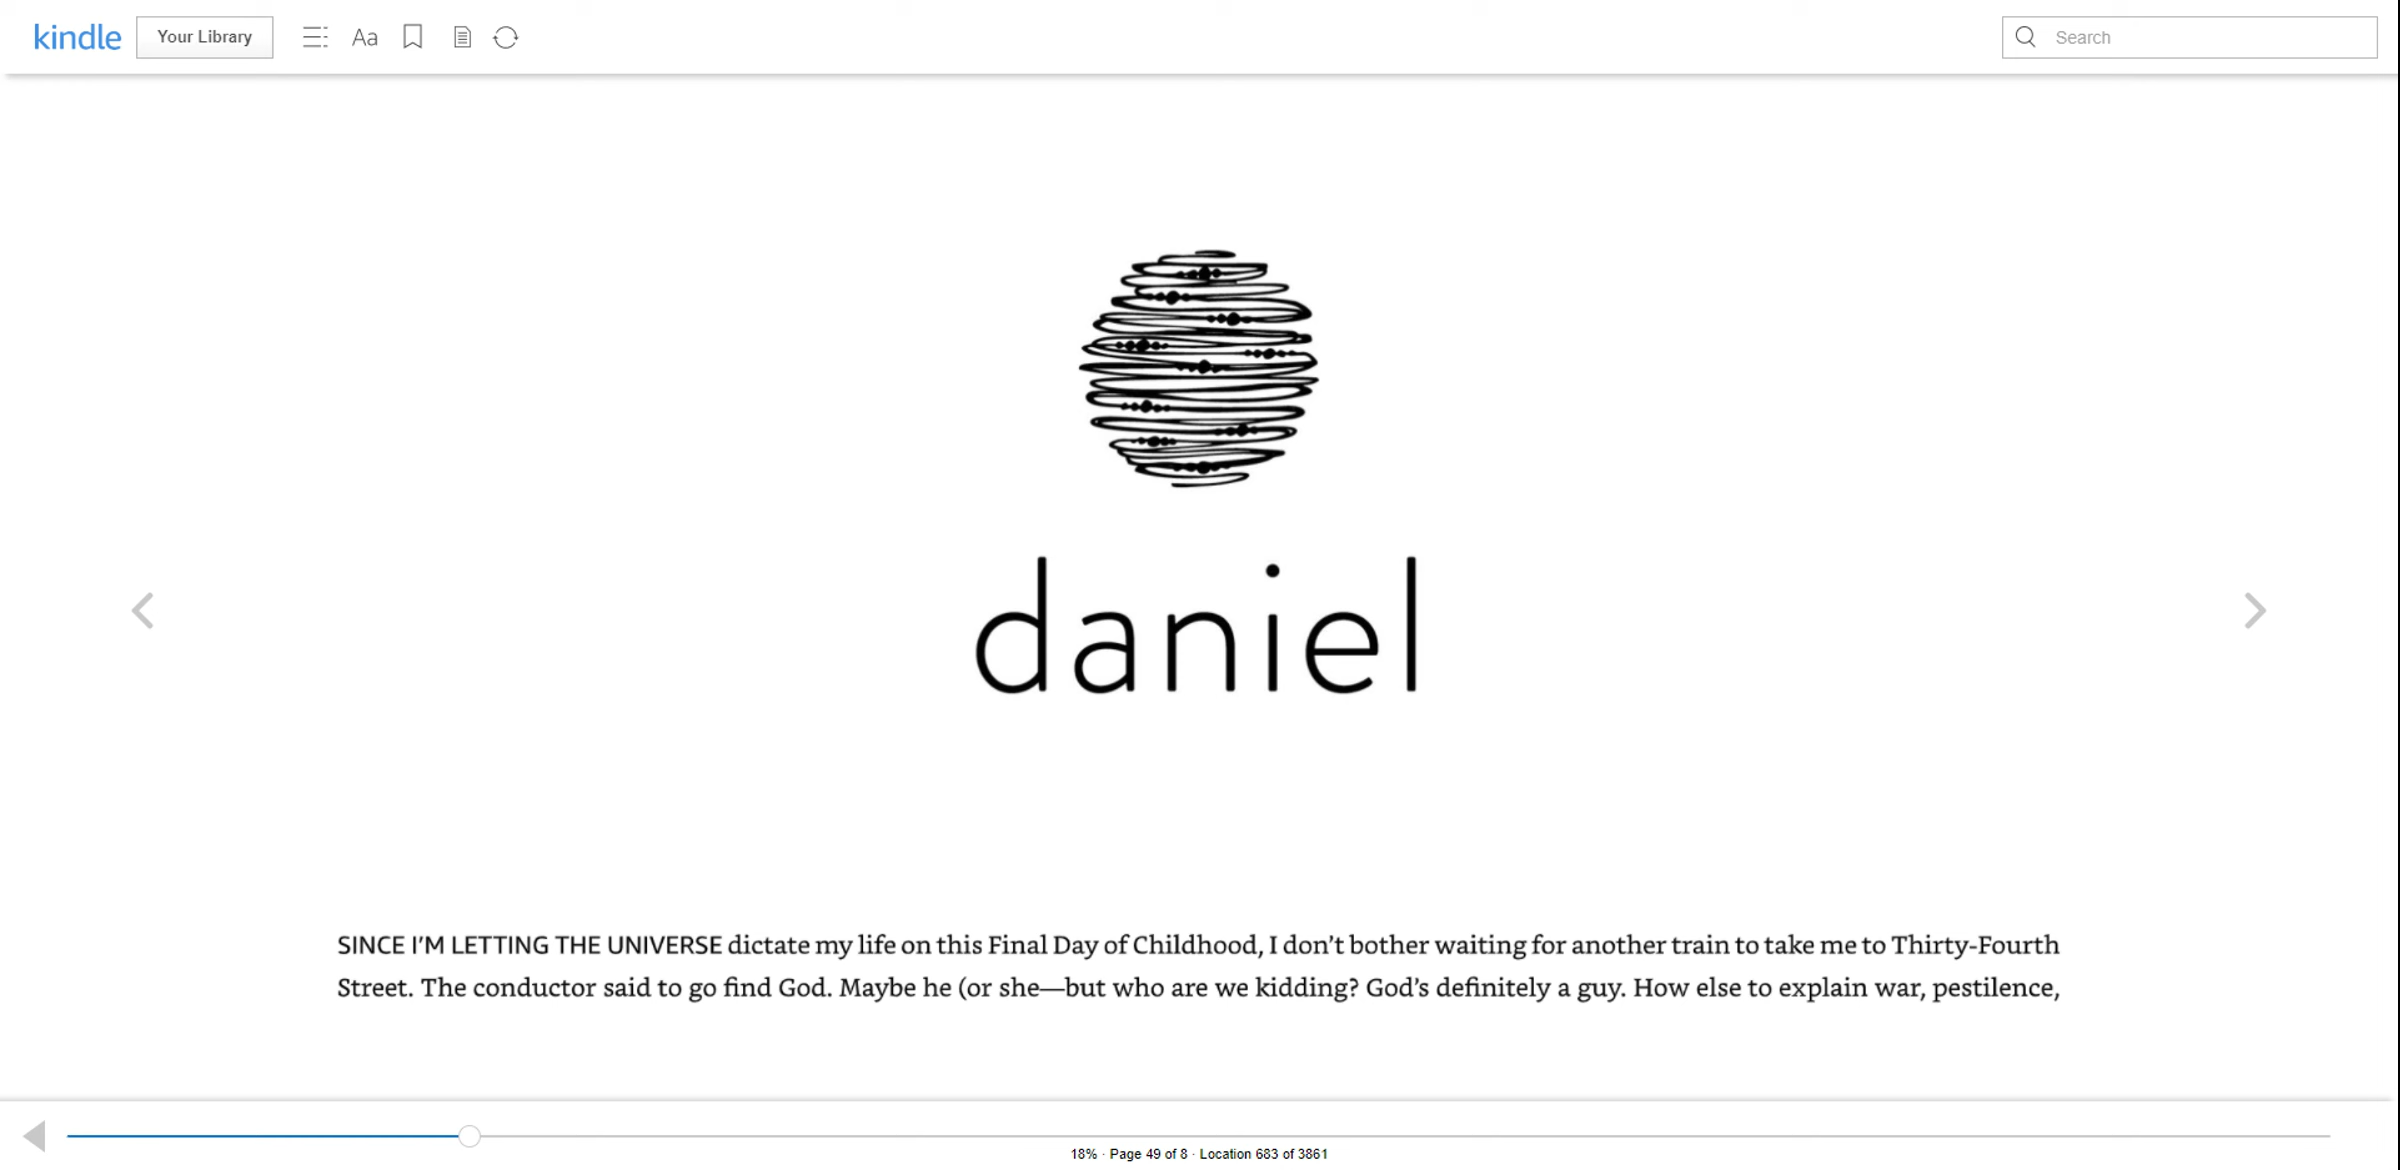 kindle
Your Library
Aa
Search
daniel
SINCE I’M LETTING THE UNIVERSE dictate my life on this Final Day of Childhood, I don’t bother waiting for another train to take me to Thirty-Fourth
Street. The conductor said to go find God. Maybe he (or she—but who are we kidding? God’s definitely a guy. How else to explain war, pestilence,
18% · Page 49 of 8 · Location 683 of 3861